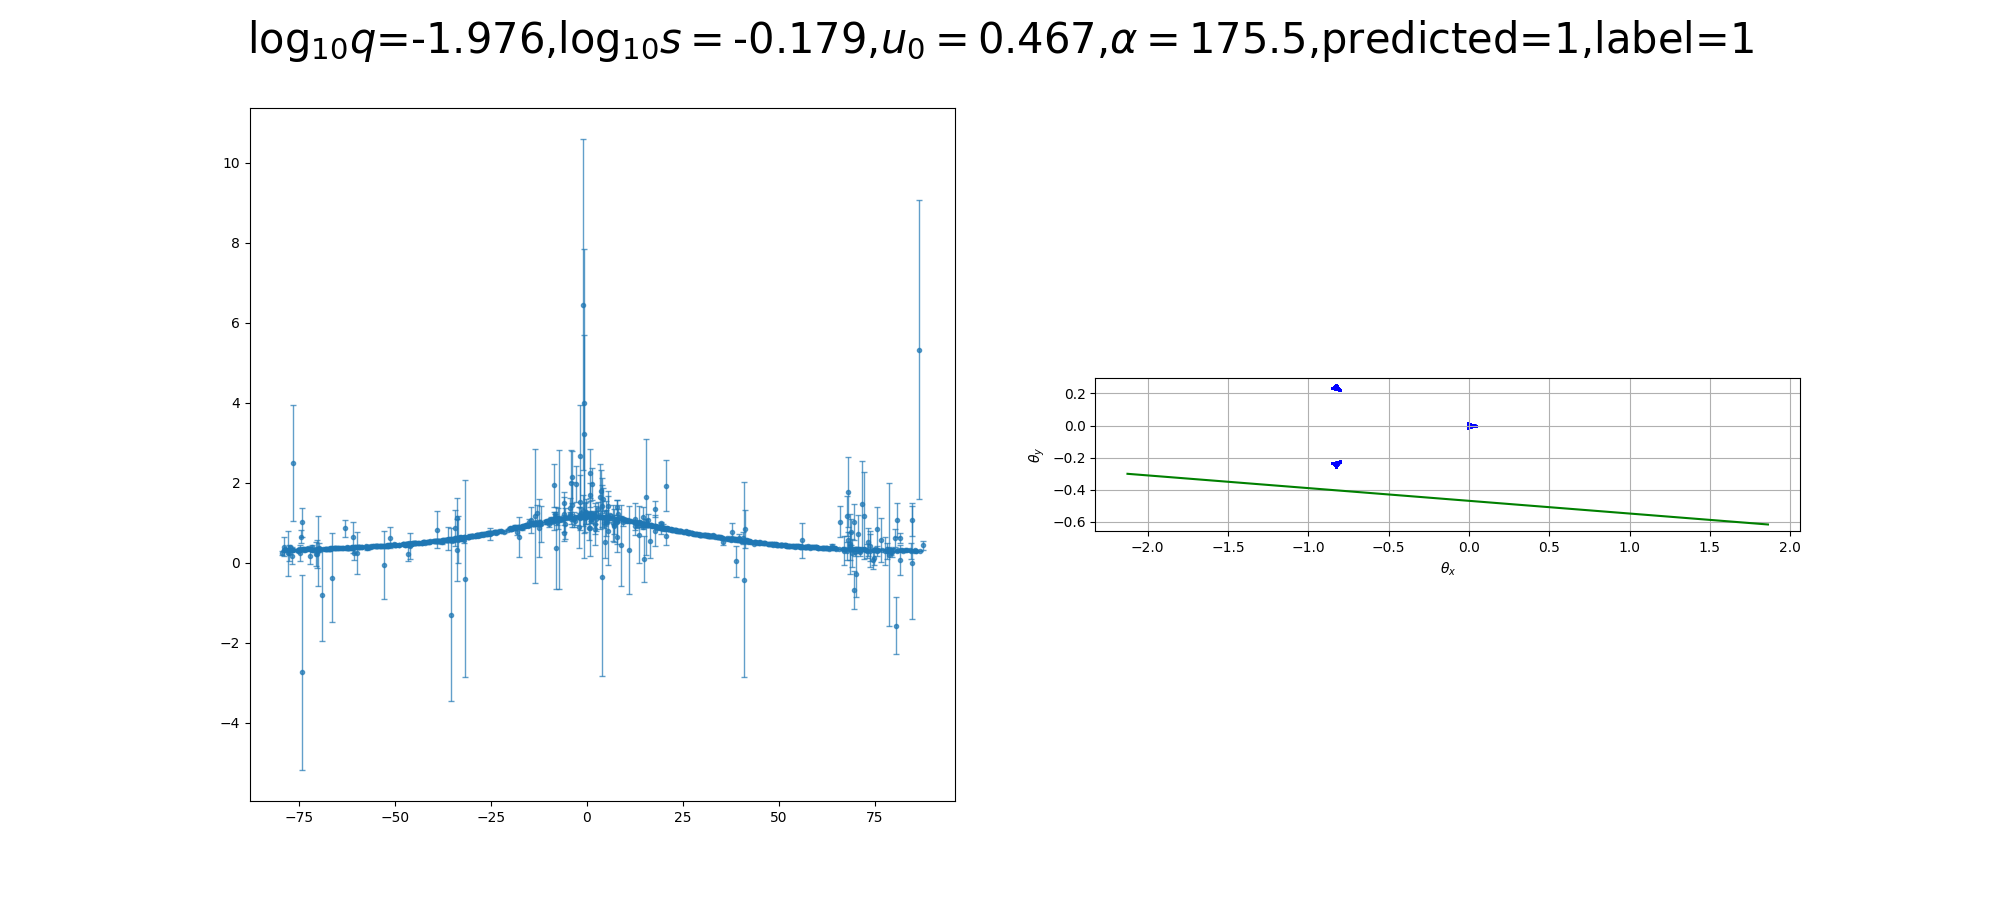 log₁₀q=-1.976,log₁₀s = -0.179,u₀ = 0.467,α = 175.5,predicted=1,label=1
10
8
6
4
2
0
−2
−4
−75 −50 −25 0 25 50 75
0.2
0.0
−0.2
−0.4
−0.6
θy
−2.0 −1.5 −1.0 −0.5 0.0 0.5 1.0 1.5 2.0
θx